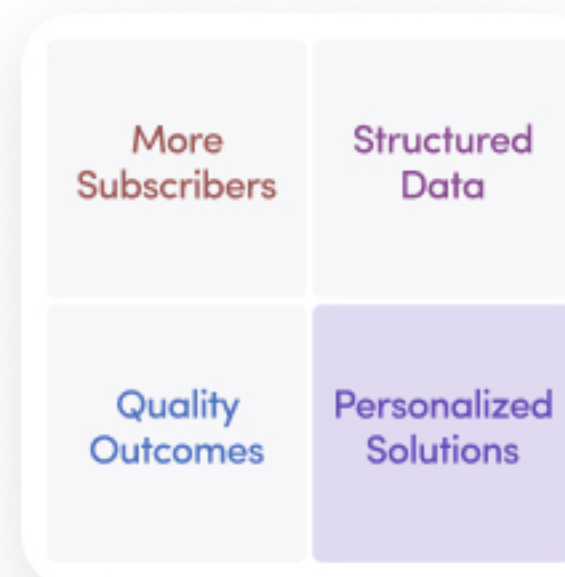 More
Subscribers
Structured
Data
Quality
Outcomes
Personalized
Solutions